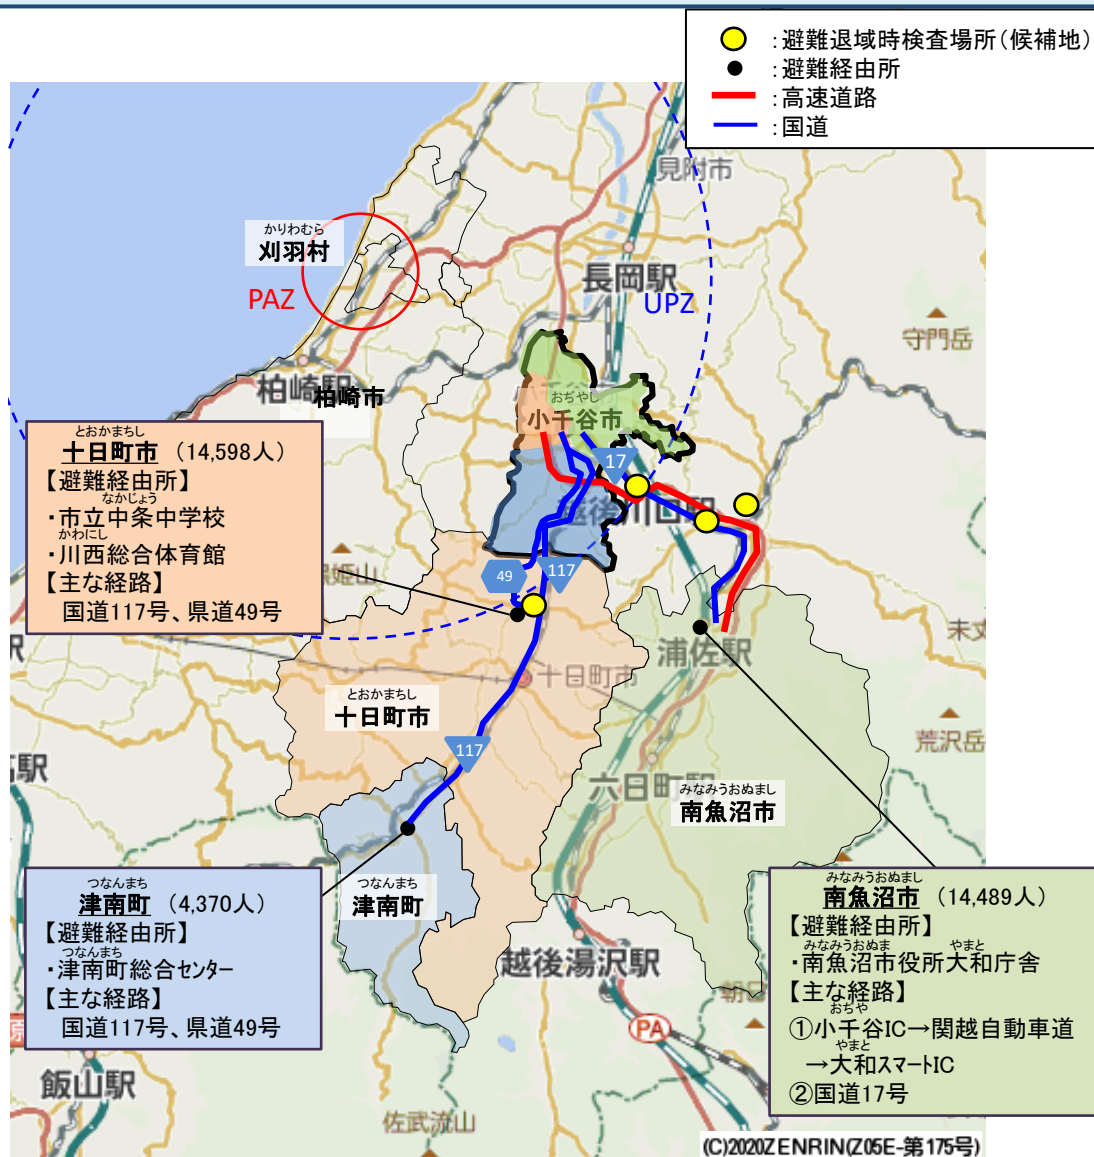 ：避難退域時検査場所（候補地）
：避難経由所
：高速道路
：国道
見附市
かりわむら
刈羽村
PAZ
長岡駅
UPZ
守門岳
柏崎駅
柏崎市
おぢやし
小千谷市
17
越後川口駅
とおかまちし
十日町市 （14,598人）
【避難経由所】
なかじょう
・市立中条中学校
かわにし
・川西総合体育館
【主な経路】
国道117号、県道49号
49
117
浦佐駅
十日町市
とおかまちし
十日町市
117
荒沢岳
六日町駅
みなみうおぬまし
南魚沼市
つなんまち
津南町 （4,370人）
【避難経由所】
つなんまち
・津南町総合センター
【主な経路】
国道117号、県道49号
つなんまち
津南町
みなみうおぬまし
南魚沼市 （14,489人）
【避難経由所】
みなみうおぬま やまと
・南魚沼市役所大和庁舎
【主な経路】
おぢや
①小千谷IC→関越自動車道
やまと
→大和スマートIC
②国道17号
越後湯沢駅
PA
飯山駅
佐武流山
(C)2020ZENRIN(Z05E-第175号)